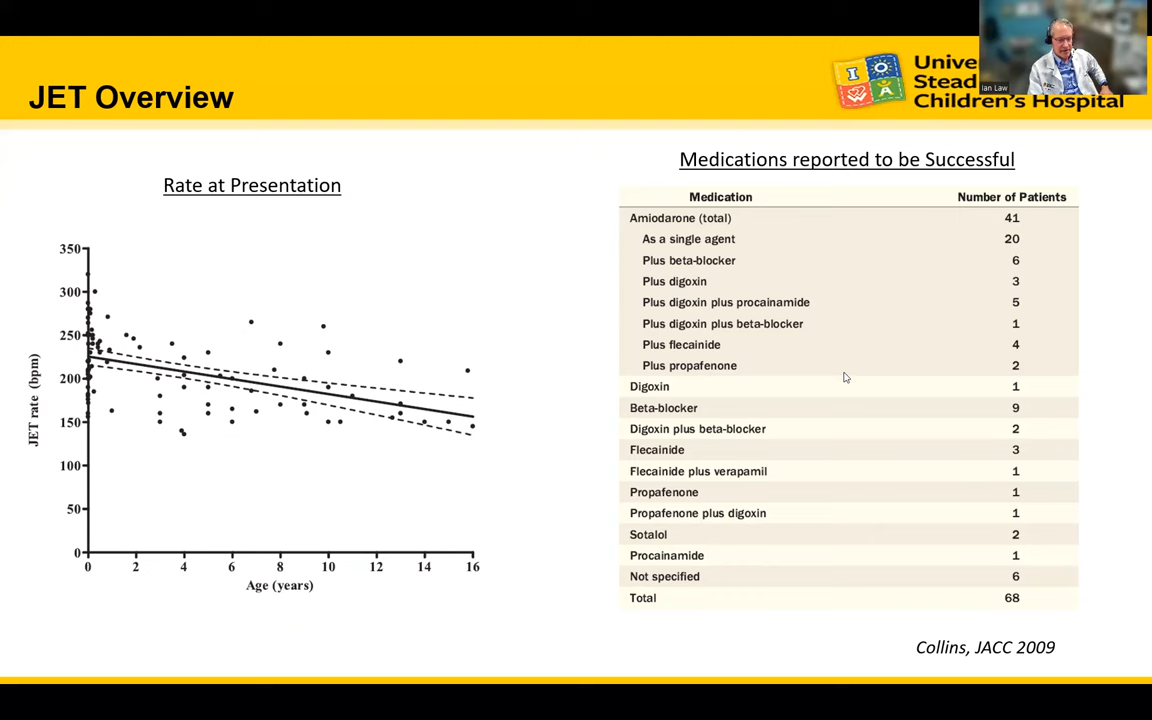 JET Overview
Unive
Stead
Children's Hospital
I O
W A
Ian Law
Rate at Presentation
350
300
250
200
150
100
50
0
JET rate (bpm)
0 2 4 6 8 10 12 14 16
Age (years)
Medications reported to be Successful
Medication Number of Patients
Amiodarone (total) 41
As a single agent 20
Plus beta-blocker 6
Plus digoxin 3
Plus digoxin plus procainamide 5
Plus digoxin plus beta-blocker 1
Plus flecainide 4
Plus propafenone 2
Digoxin 1
Beta-blocker 9
Digoxin plus beta-blocker 2
Flecainide 3
Flecainide plus verapamil 1
Propafenone 1
Propafenone plus digoxin 1
Sotalol 2
Procainamide 1
Not specified 6
Total 68
Collins, JACC 2009